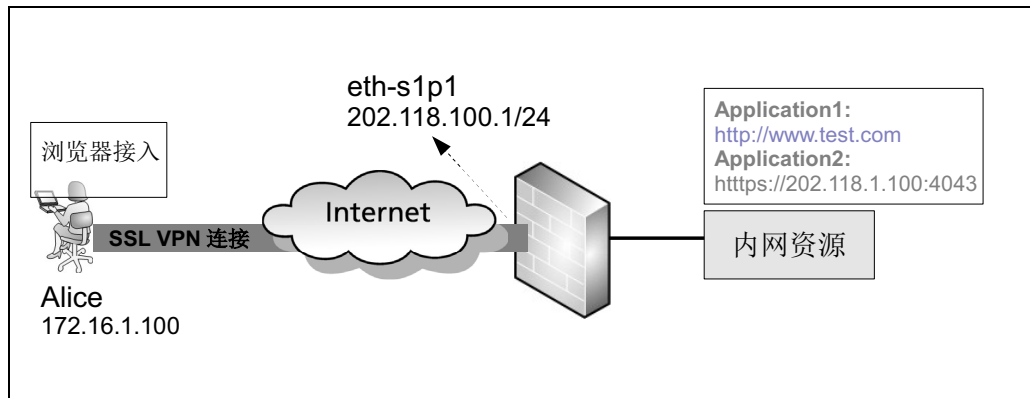 eth-s1p1
202.118.100.1/24
浏览器接入
Application1:
http://www.test.com
Application2:
htttps://202.118.1.100:4043
Internet
SSL VPN 连接
内网资源
Alice
172.16.1.100